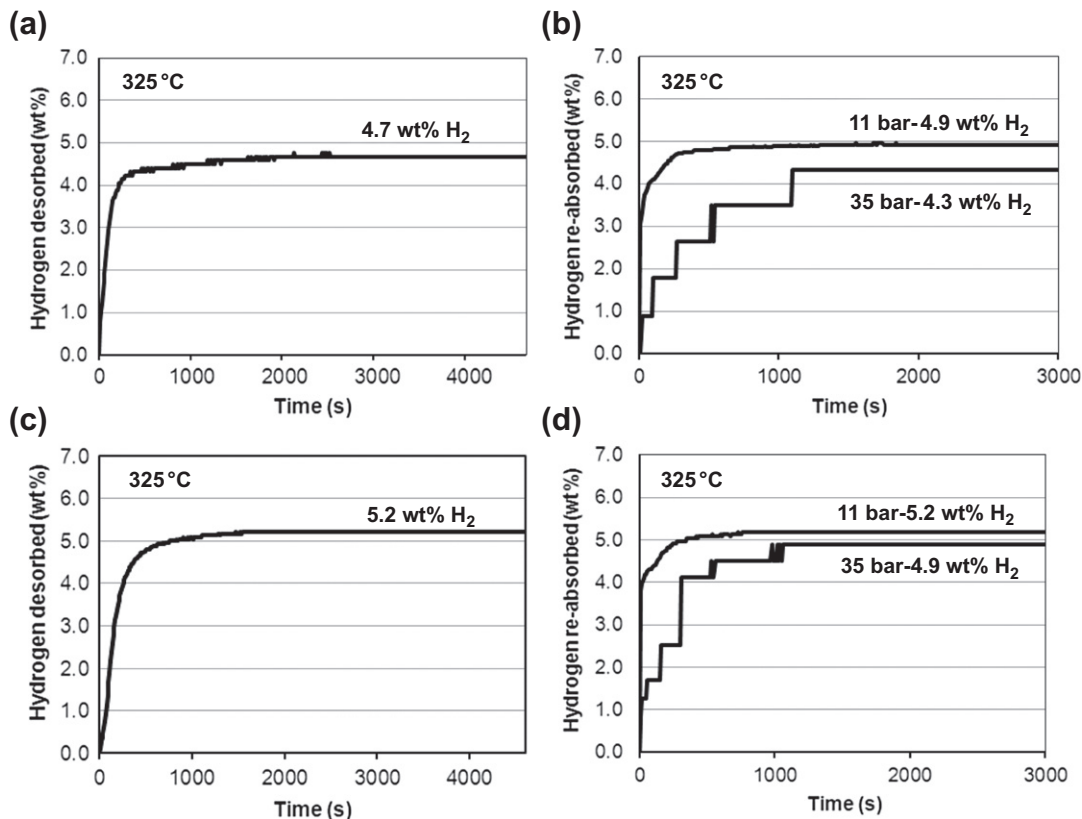 (a)
7.0
6.0
5.0
4.0
3.0
2.0
1.0
0.0
Hydrogen desorbed (wt%)
325 °C
4.7 wt% H2
0 1000 2000 3000 4000
Time (s)
(b)
7.0
6.0
5.0
4.0
3.0
2.0
1.0
0.0
Hydrogen re-absorbed (wt%)
325 °C
11 bar-4.9 wt% H2
35 bar-4.3 wt% H2
0 1000 2000 3000
Time (s)
(c)
7.0
6.0
5.0
4.0
3.0
2.0
1.0
0.0
Hydrogen desorbed (wt%)
325 °C
5.2 wt% H2
0 1000 2000 3000 4000
Time (s)
(d)
7.0
6.0
5.0
4.0
3.0
2.0
1.0
0.0
Hydrogen re-absorbed (wt%)
325 °C
11 bar-5.2 wt% H2
35 bar-4.9 wt% H2
0 1000 2000 3000
Time (s)